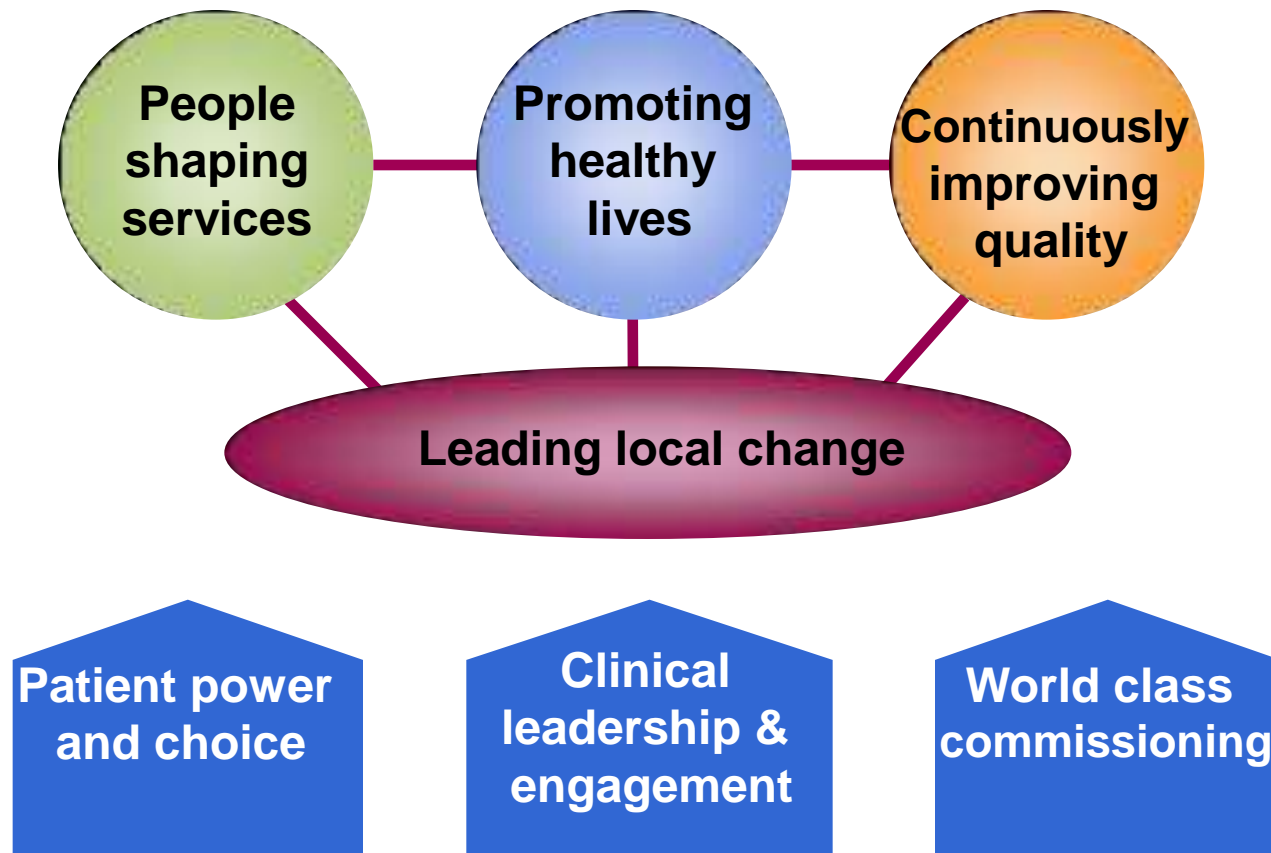 People
shaping
services
Promoting
healthy
lives
Continuously
improving
quality
Leading local change
Patient power
and choice
Clinical
leadership &
engagement
World class
commissioning